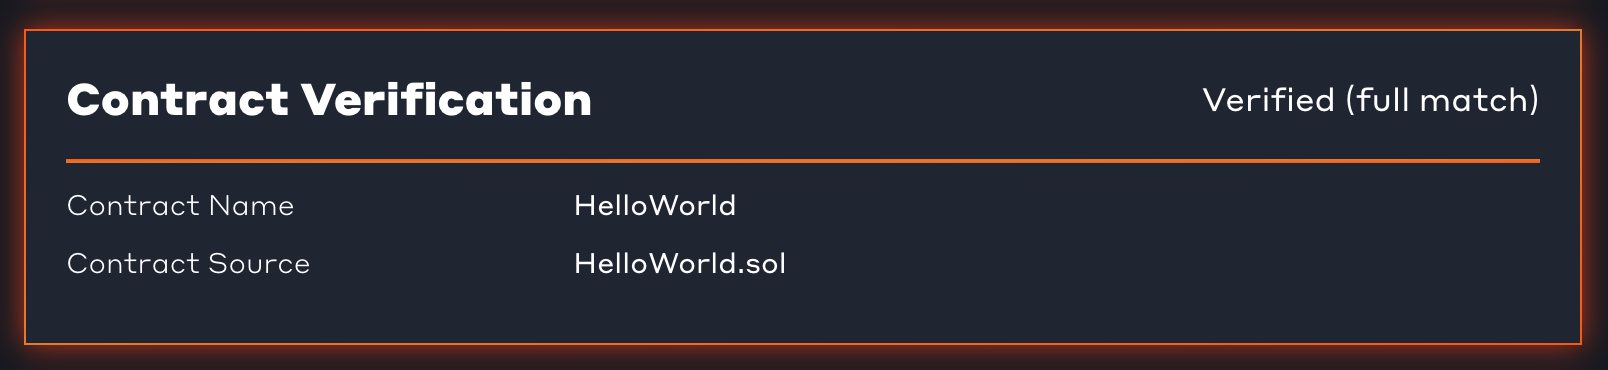 Contract Verification Verified (full match)
Contract Name HelloWorld
Contract Source HelloWorld.sol